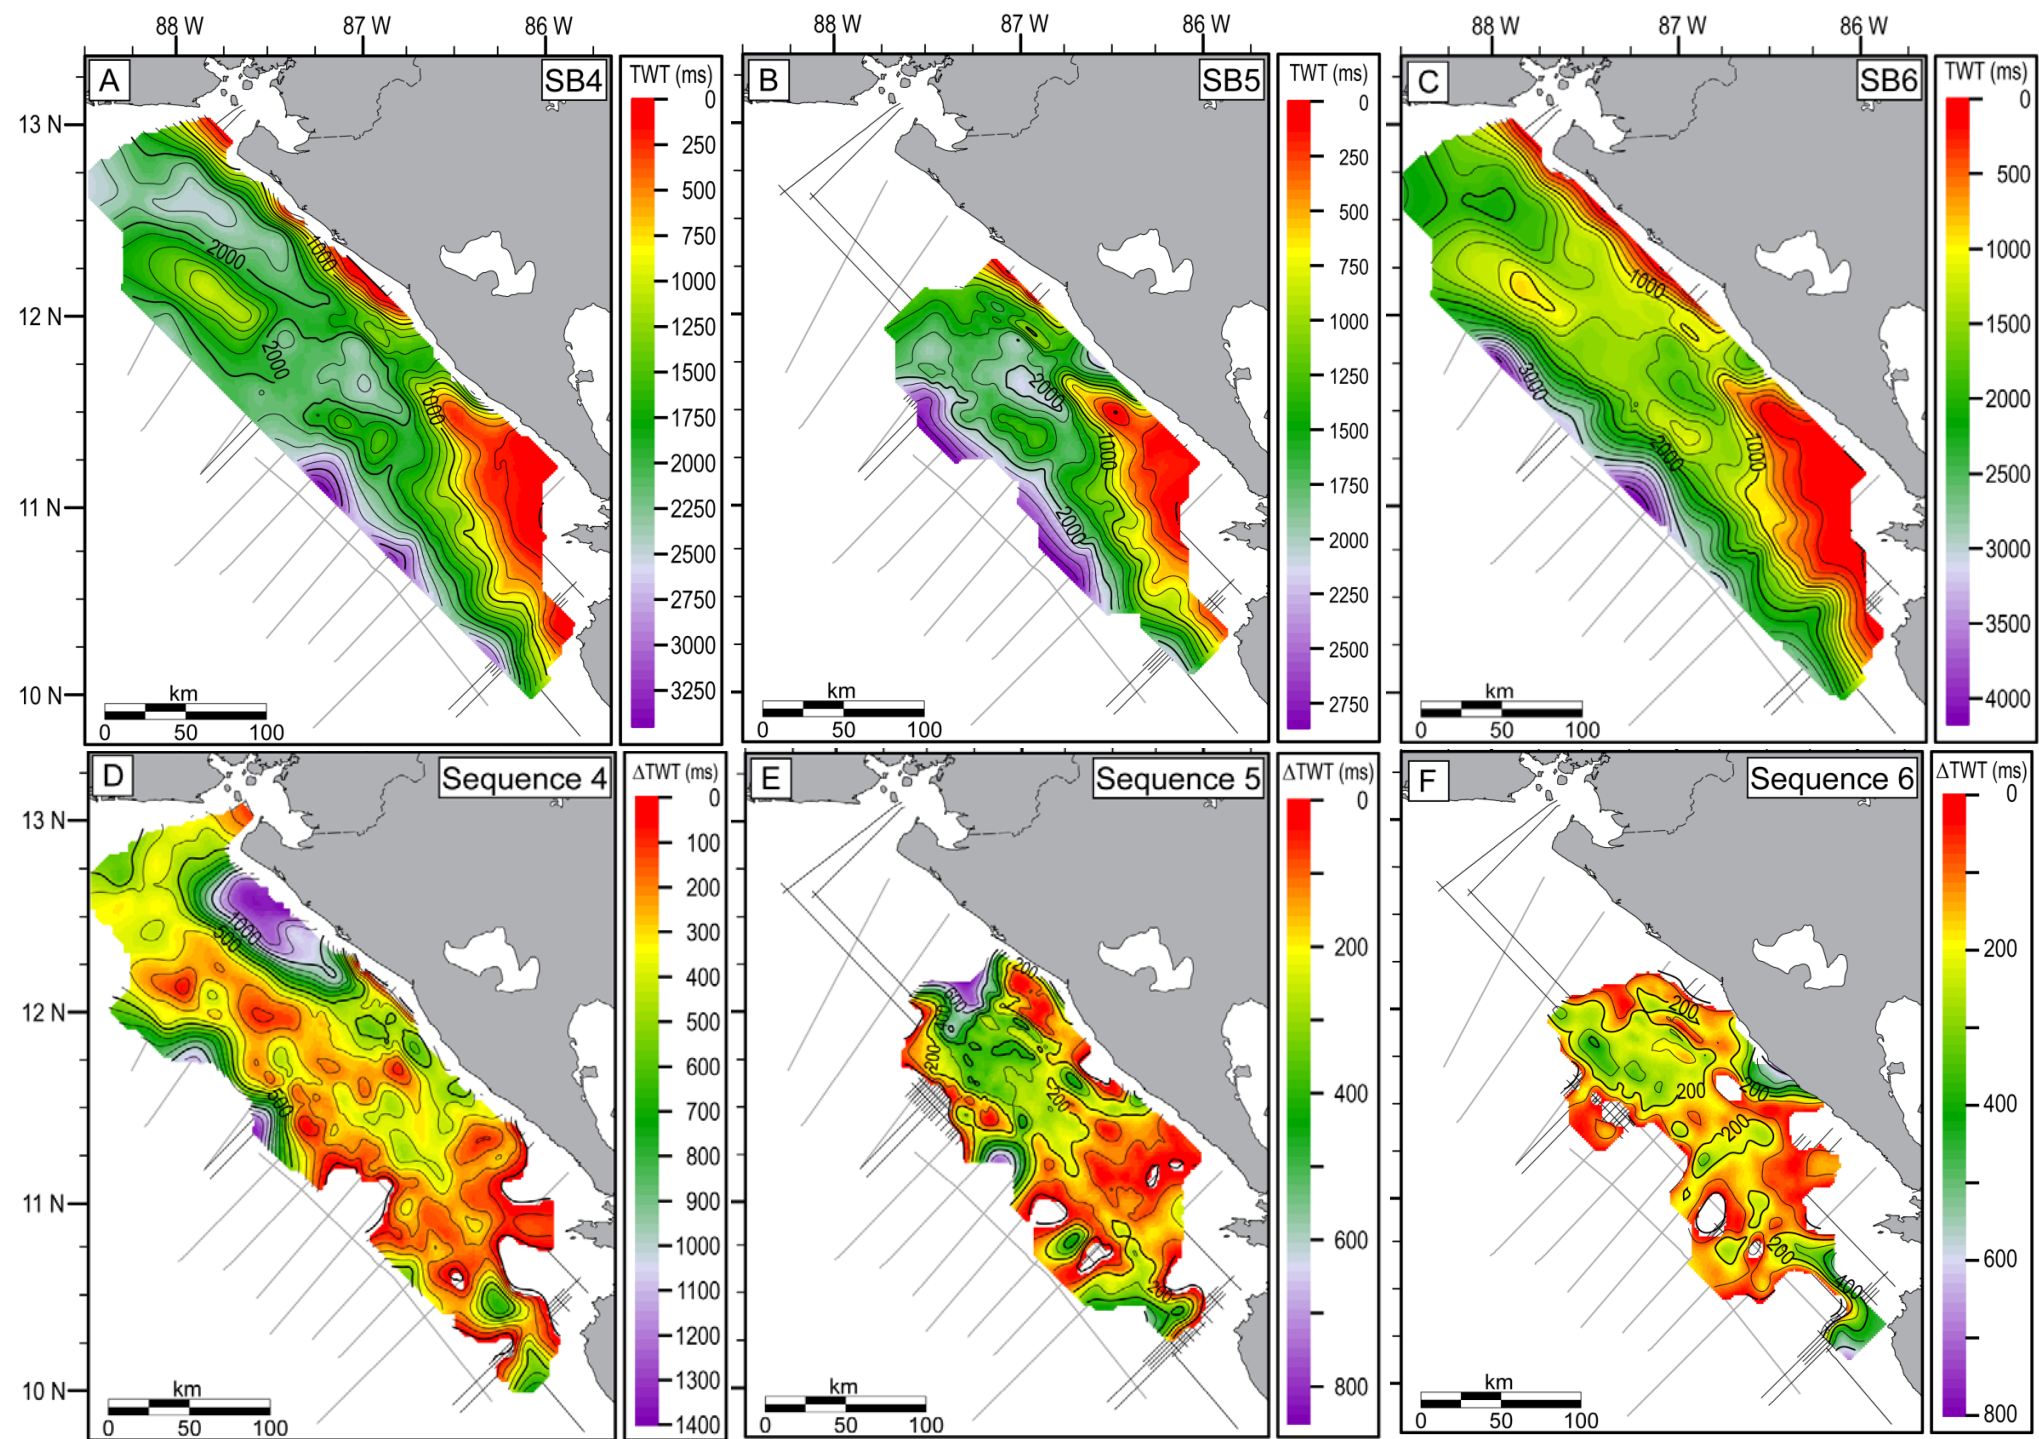 88 W 87 W 86 W
88 W 87 W 86 W
88 W 87 W 86 W
A SB4
TWT (ms)
0
250
500
750
1000
1250
1500
1750
2000
2250
2500
2750
3000
3250
13 N
12 N
11 N
10 N
2000
1000
2000
1000
km
0 50 100
B SB5
TWT (ms)
0
250
500
750
1000
1250
1500
1750
2000
2250
2500
2750
2000
1000
2000
km
0 50 100
C SB6
TWT (ms)
0
500
1000
1500
2000
2500
3000
3500
4000
1000
3000
2000
1000
km
0 50 100
D Sequence 4
ΔTWT (ms)
0
100
200
300
400
500
600
700
800
900
1000
1100
1200
1300
1400
13 N
12 N
11 N
10 N
1000
500
500
km
0 50 100
E Sequence 5
ΔTWT (ms)
0
200
400
600
800
200
600
400
200
200
200
km
0 50 100
F Sequence 6
ΔTWT (ms)
0
200
400
600
800
200
200
200
200
200
400
km
0 50 100